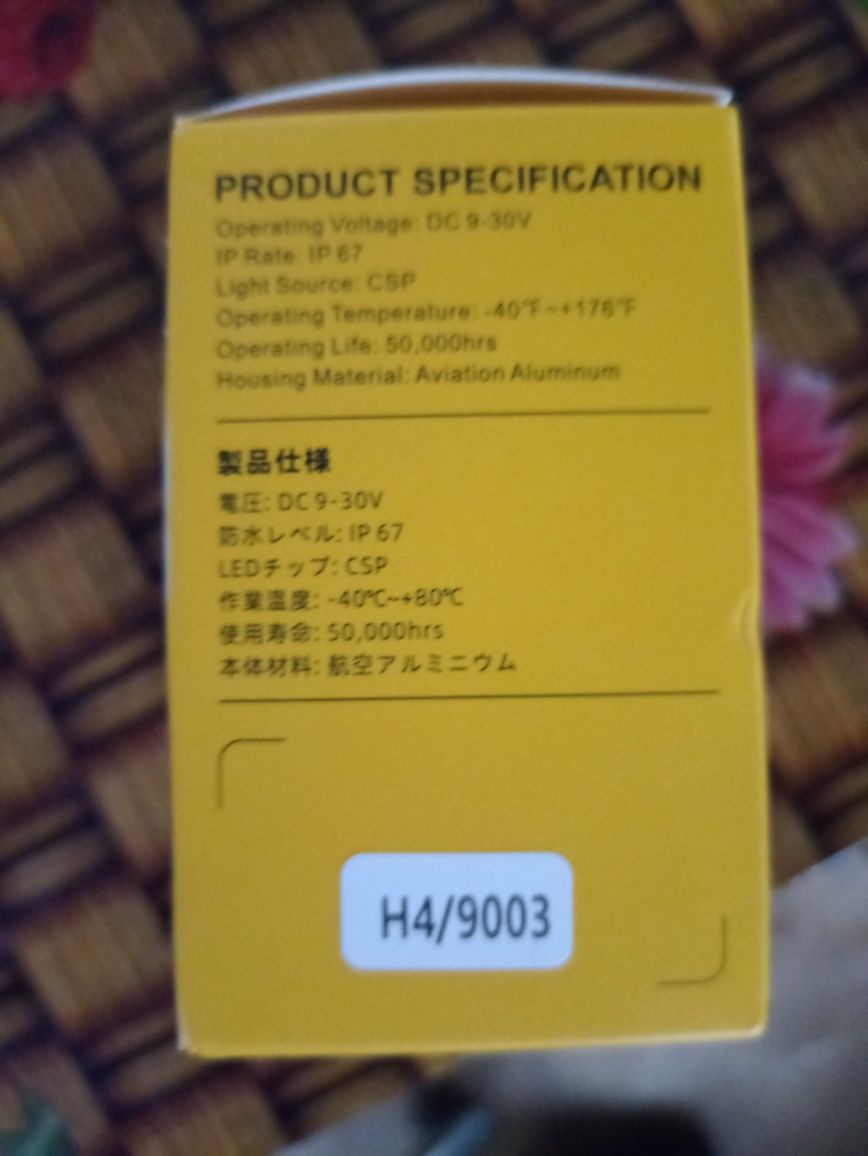 PRODUCT SPECIFICATION
Operating Voltage: DC 9-30V
IP Rate: IP 67
Light Source: CSP
Operating Temperature: -40℉~+176℉
Operating Life: 50,000hrs
Housing Material: Aviation Aluminum
製品仕様
電圧: DC 9-30V
防水レベル: IP 67
LEDチップ: CSP
作業温度: -40℃~+80℃
使用寿命: 50,000hrs
本体材料: 航空アルミニウム
H4/9003